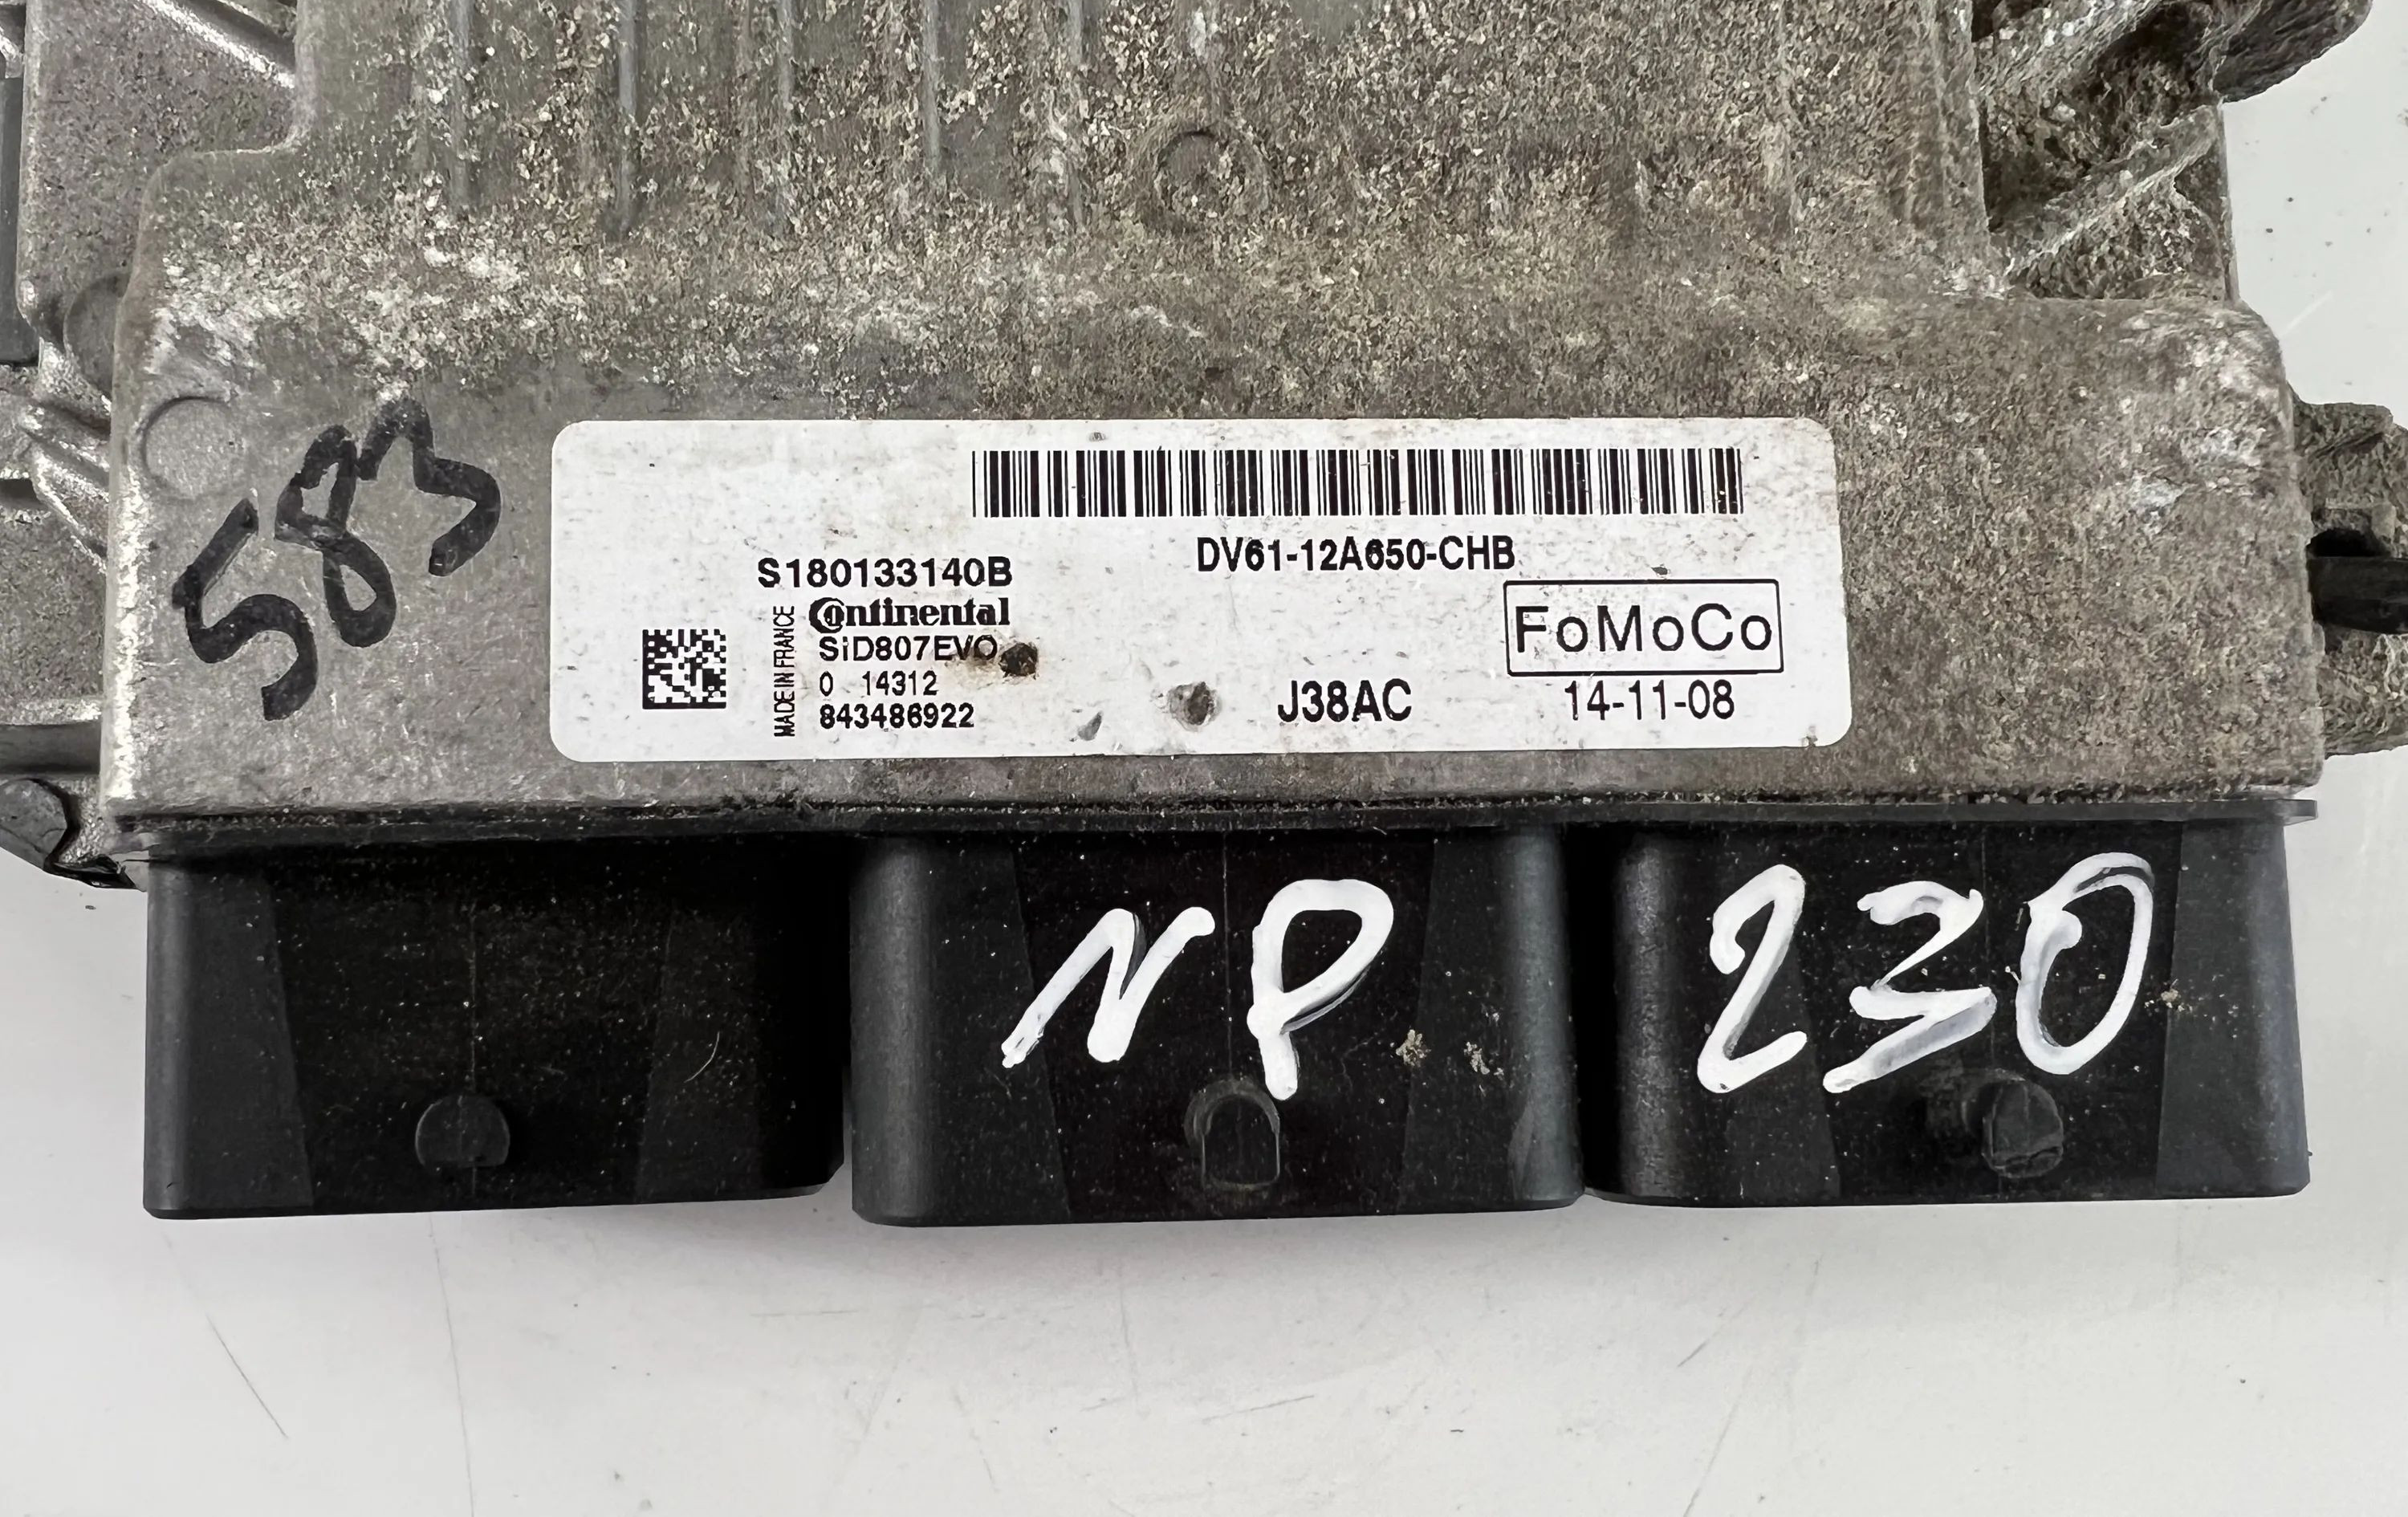 583
DV61-12A650-CHB
S180133140B
MADE IN FRANCE
Continental
SiD807EVO
0 14312
843486922
FoMoCo
J38AC
14-11-08
NP
230